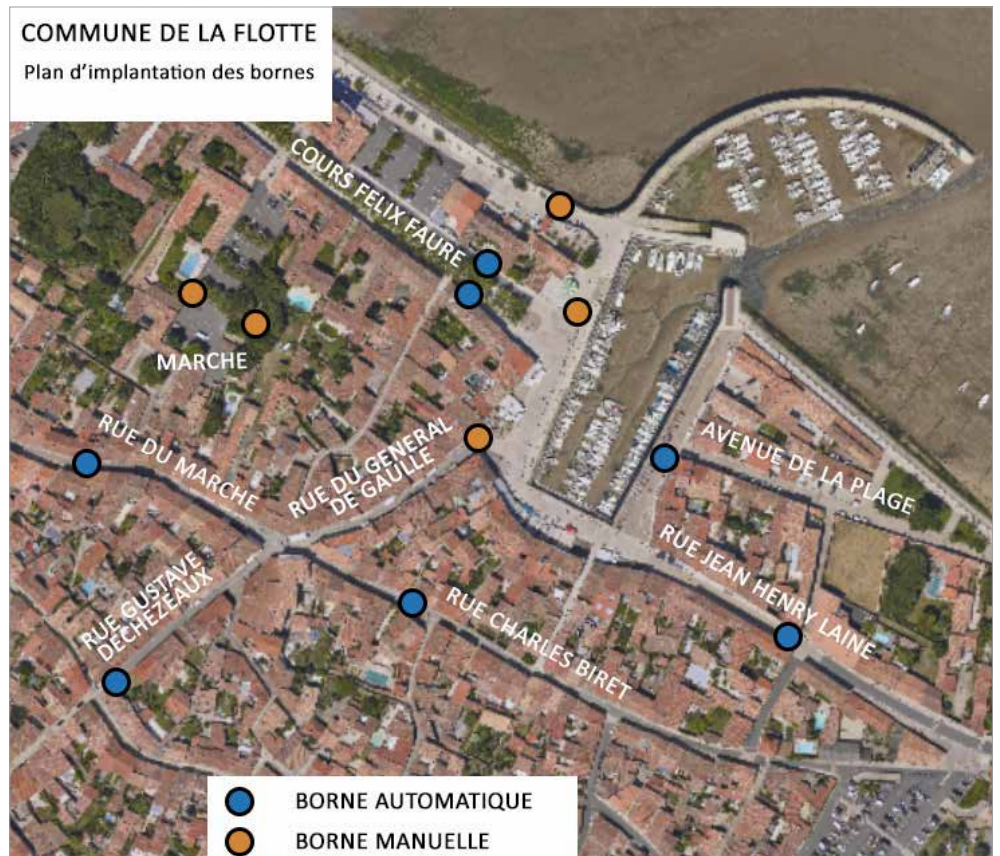 COMMUNE DE LA FLOTTE
Plan d’implantation des bornes
COURS FELIX FAURE
MARCHE
RUE DU MARCHE
RUE DU GENERAL
DE GAULLE
AVENUE DE LA PLAGE
RUE JEAN HENRY LAINE
RUE GUSTAVE
DECHEZEAUX
RUE CHARLES BIRET
BORNE AUTOMATIQUE
BORNE MANUELLE